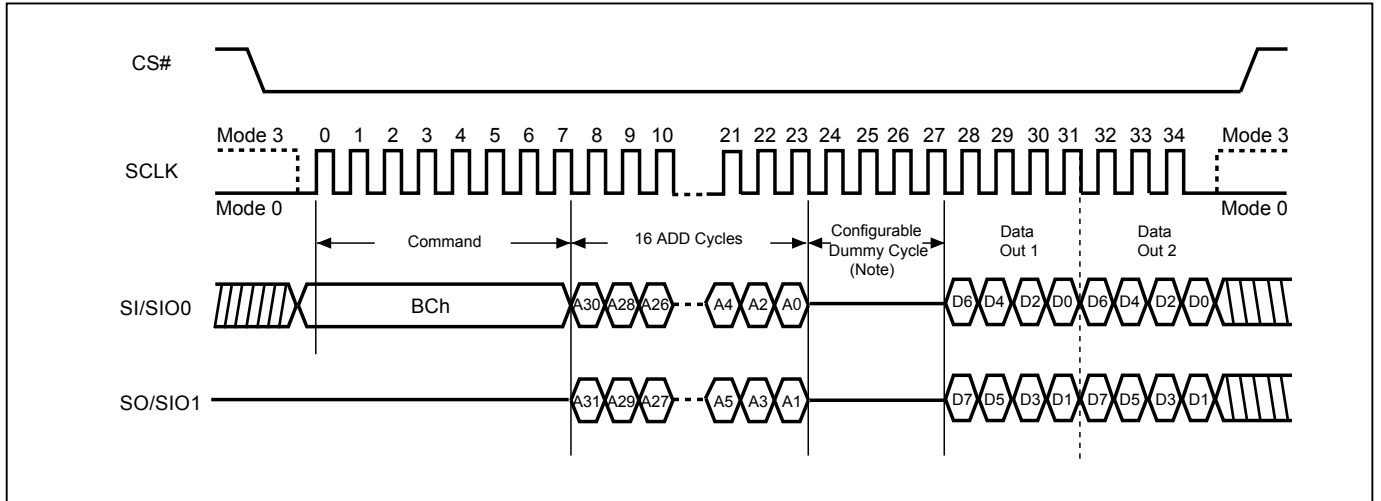 CS#
Mode 3 0 1 2 3 4 5 6 7 8 9 10 21 22 23 24 25 26 27 28 29 30 31 32 33 34 Mode 3
SCLK
Mode 0 Mode 0
Command 16 ADD Cycles Configurable Dummy Cycle (Note) Data Out 1 Data Out 2
SI/SIO0 BCh A30 A28 A26 A4 A2 A0 D6 D4 D2 D0 D6 D4 D2 D0
SO/SIO1 A31 A29 A27 A5 A3 A1 D7 D5 D3 D1 D7 D5 D3 D1